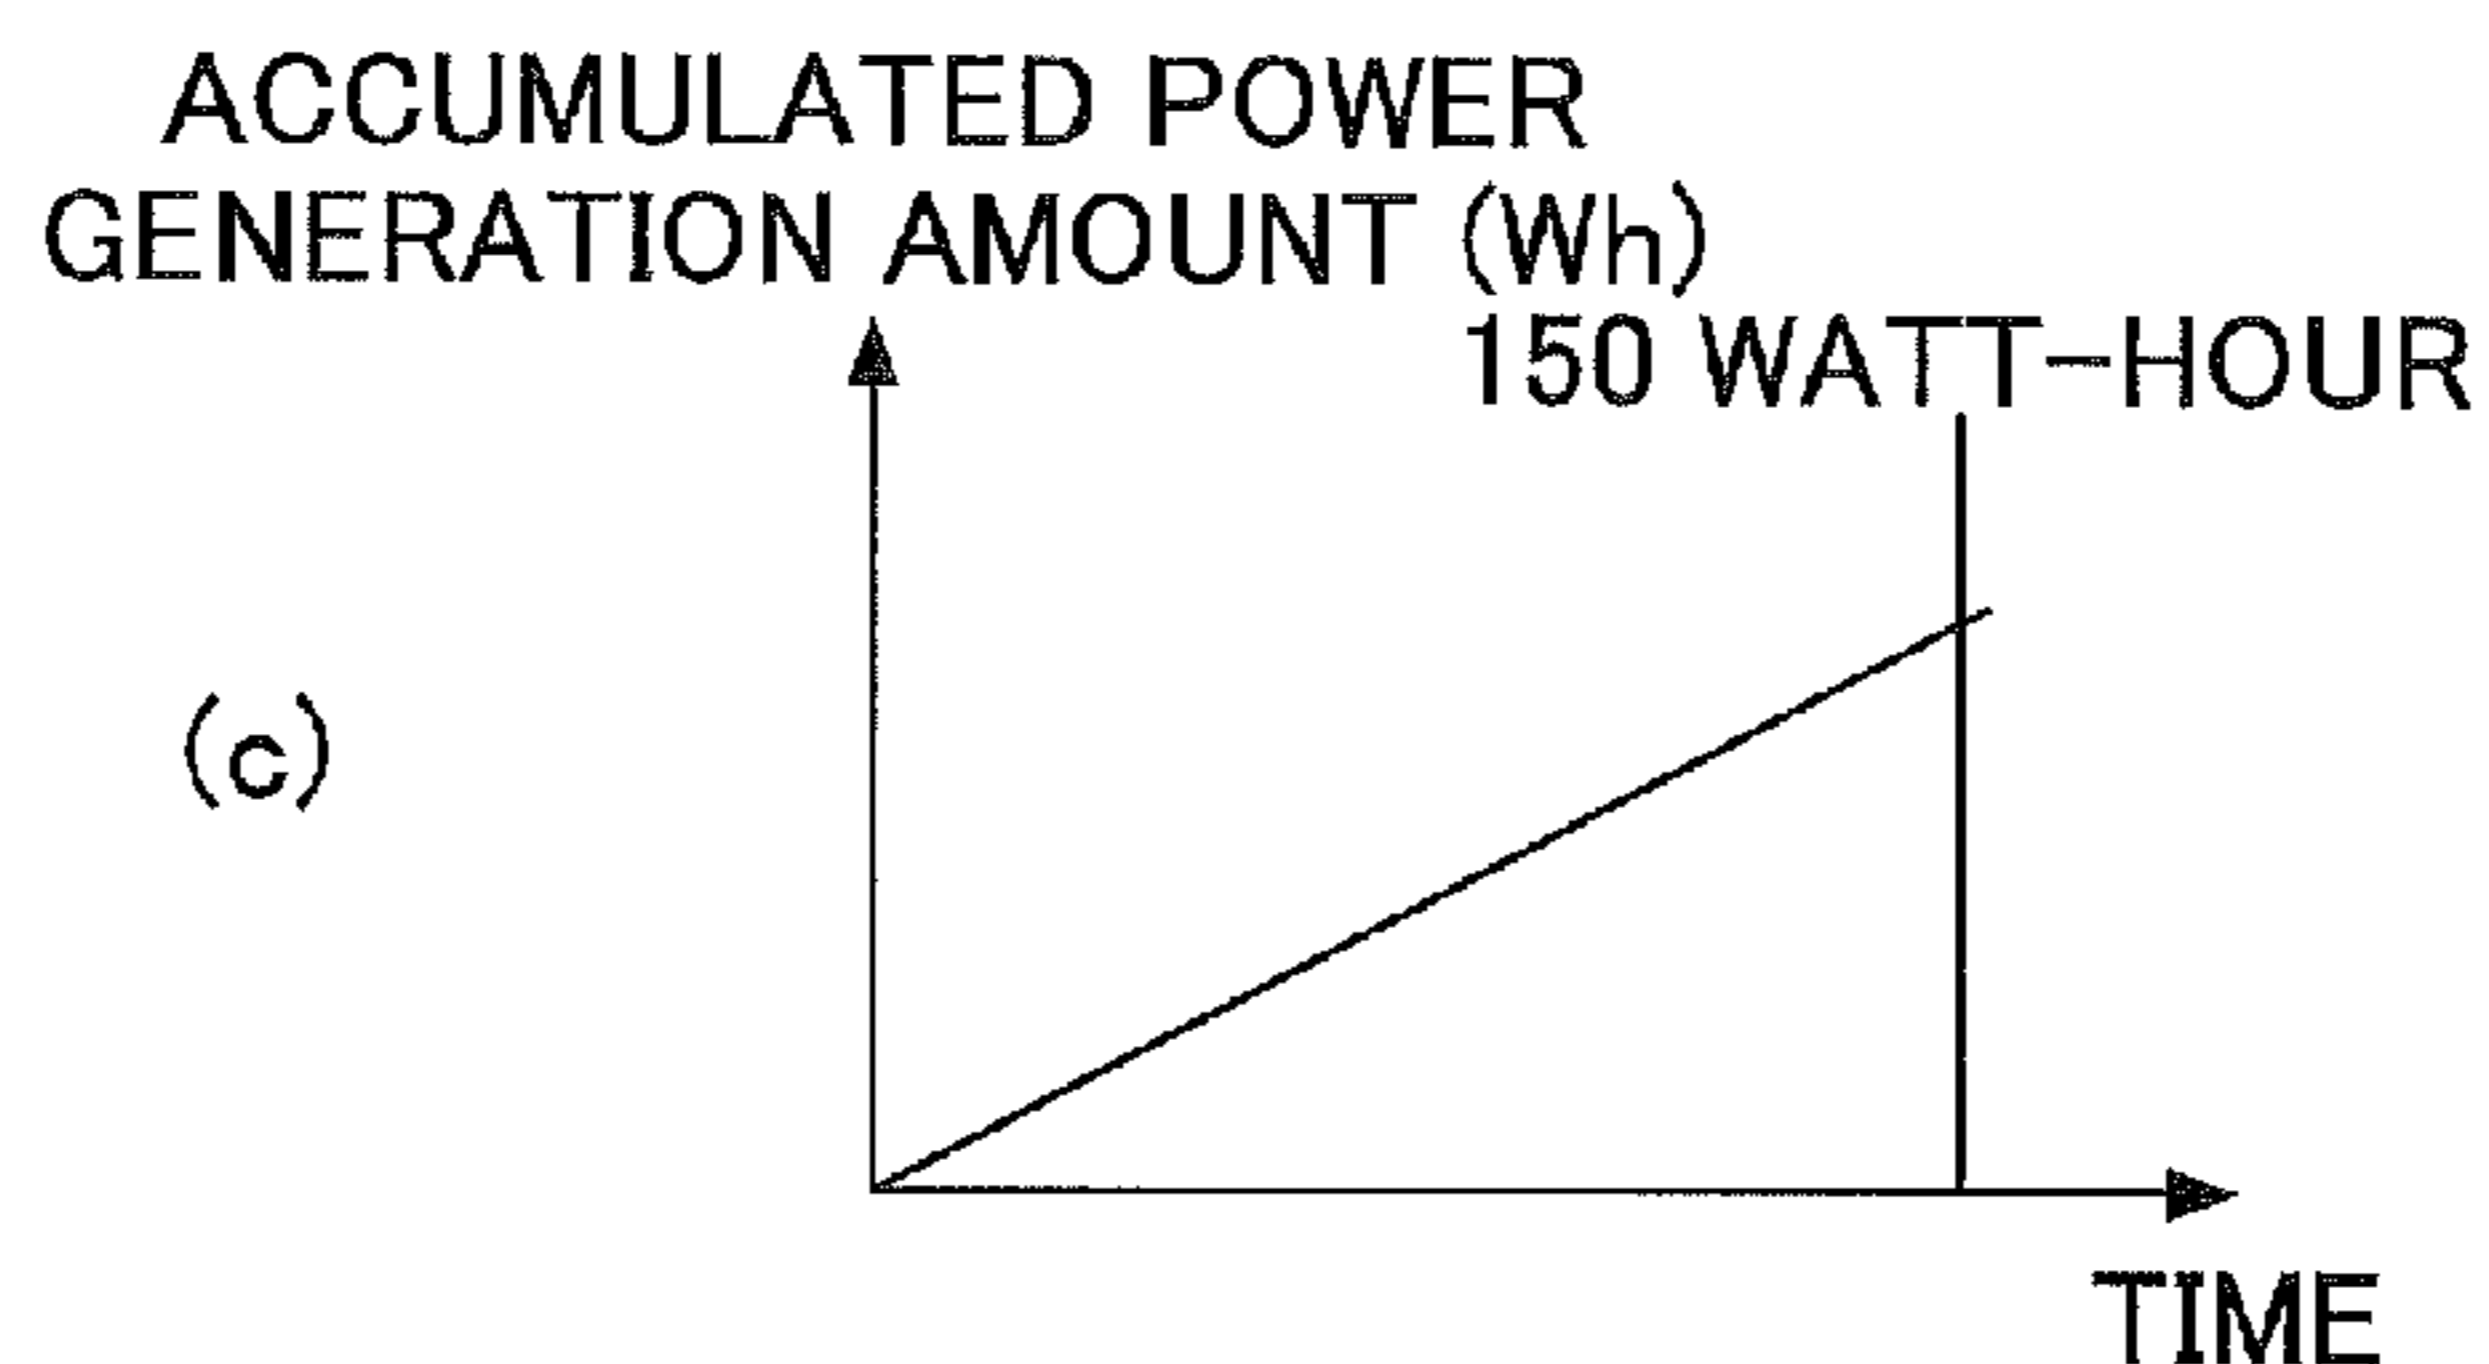 ACCUMULATED POWER
GENERATION AMOUNT (Wh)
150 WATT-HOUR
(c)
TIME